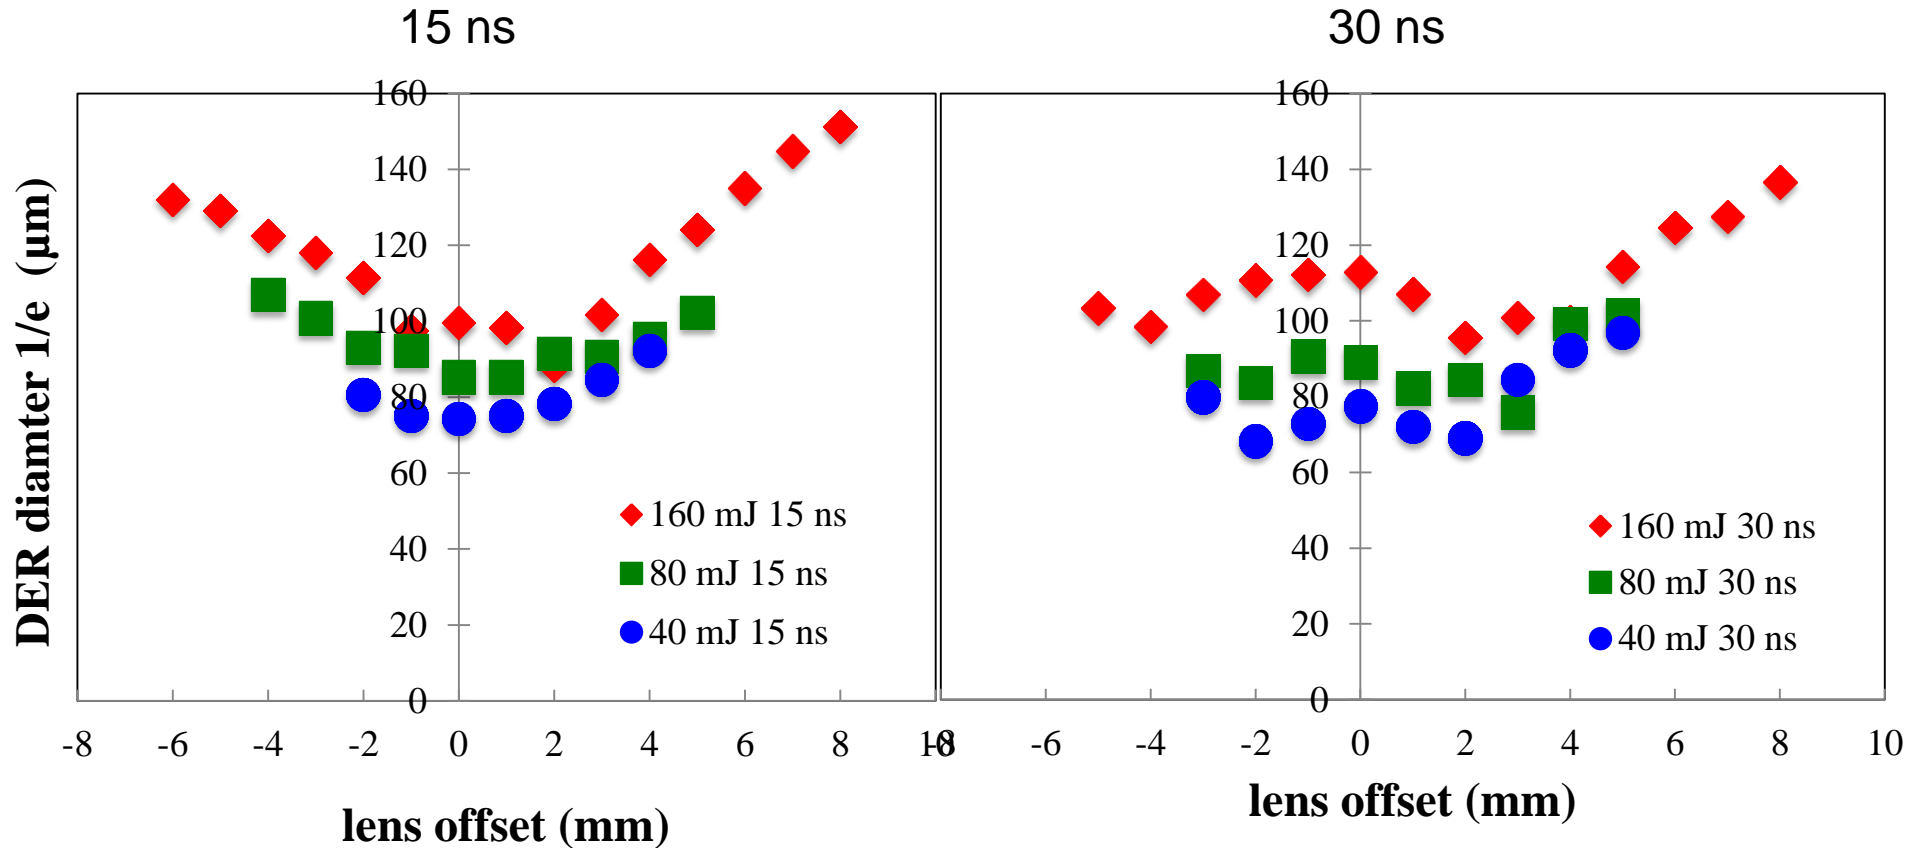 15 ns
30 ns
DER diamter 1/e (µm)
160
140
120
100
80
60
40
20
0
-8 -6 -4 -2 0 2 4 6 8 10
160 mJ 15 ns
80 mJ 15 ns
40 mJ 15 ns
lens offset (mm)
160
140
120
100
80
60
40
20
0
-8 -6 -4 -2 0 2 4 6 8 10
160 mJ 30 ns
80 mJ 30 ns
40 mJ 30 ns
lens offset (mm)